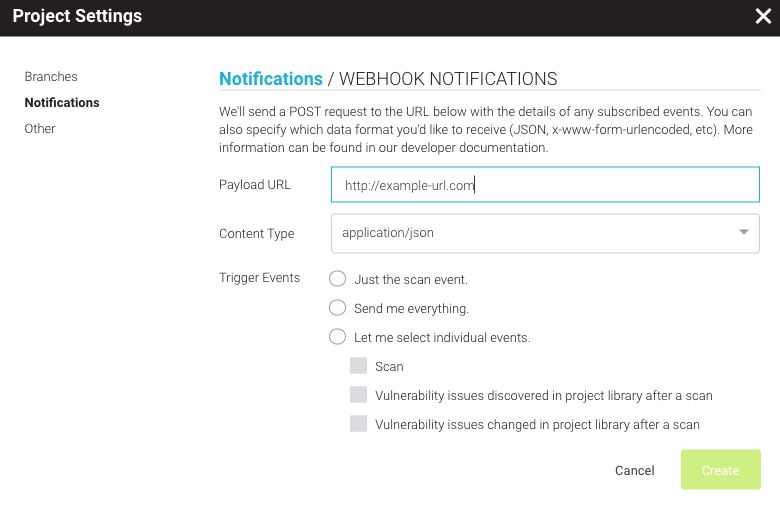 Project Settings
Branches
Notifications
Other
Notifications / WEBHOOK NOTIFICATIONS
We'll send a POST request to the URL below with the details of any subscribed events. You can
also specify which data format you'd like to receive (JSON, x-www-form-urlencoded, etc). More
information can be found in our developer documentation.
Payload URL
http://example-url.com
Content Type
application/json
Trigger Events
Just the scan event.
Send me everything.
Let me select individual events.
Scan
Vulnerability issues discovered in project library after a scan
Vulnerability issues changed in project library after a scan
Cancel
Create